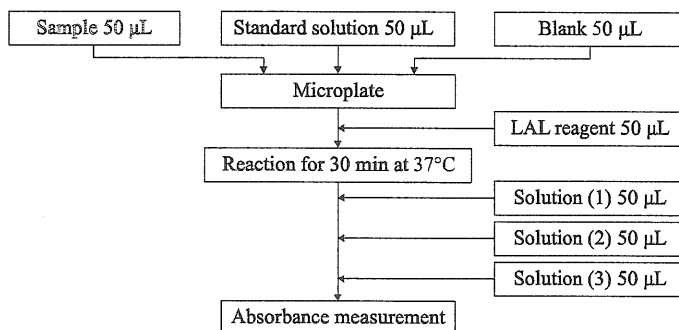 Sample 50 µL
Standard solution 50 µL
Blank 50 µL
Microplate
LAL reagent 50 µL
Reaction for 30 min at 37°C
Solution (1) 50 µL
Solution (2) 50 µL
Solution (3) 50 µL
Absorbance measurement